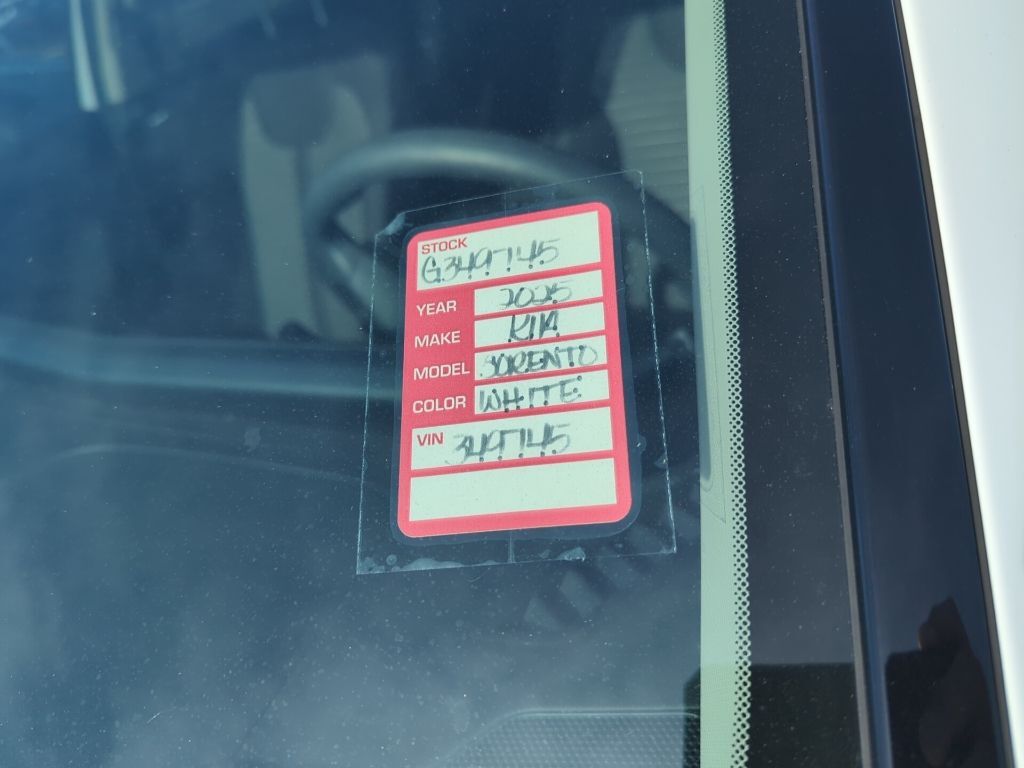 STOCK
G349745
YEAR 2025
MAKE KIA
MODEL SORENTO
COLOR WHITE
VIN 349745